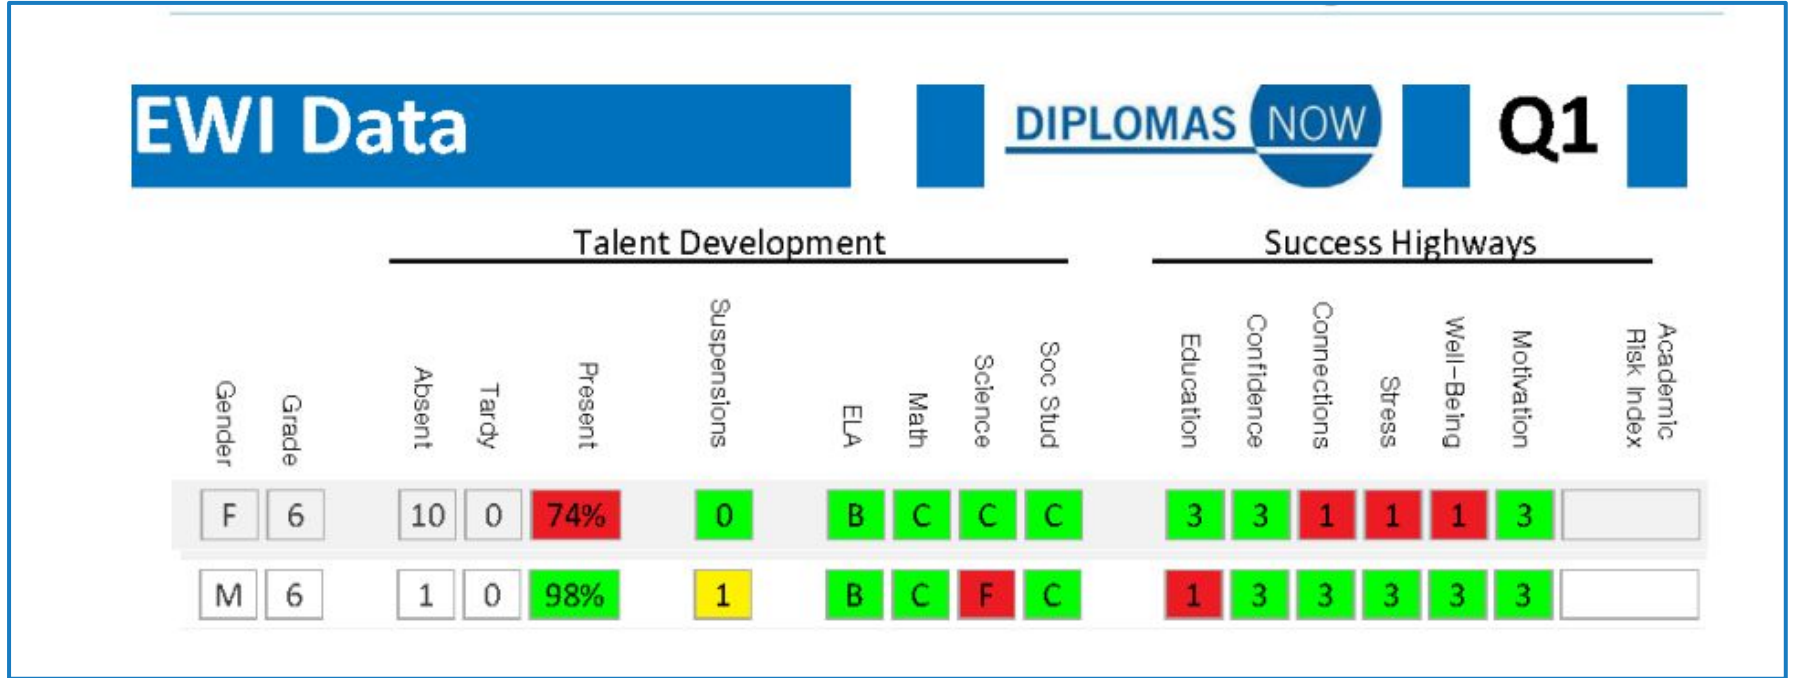 EWI Data DIPLOMAS NOW Q1
Talent Development Success Highways
Gender Grade Absent Tardy Present Suspensions ELA Math Science Soc Stud Education Confidence Connections Stress Well-Being Motivation Academic Risk Index
F 6 10 0 74% 0 B C C C 3 3 1 1 1 3
M 6 1 0 98% 1 B C F C 1 3 3 3 3 3